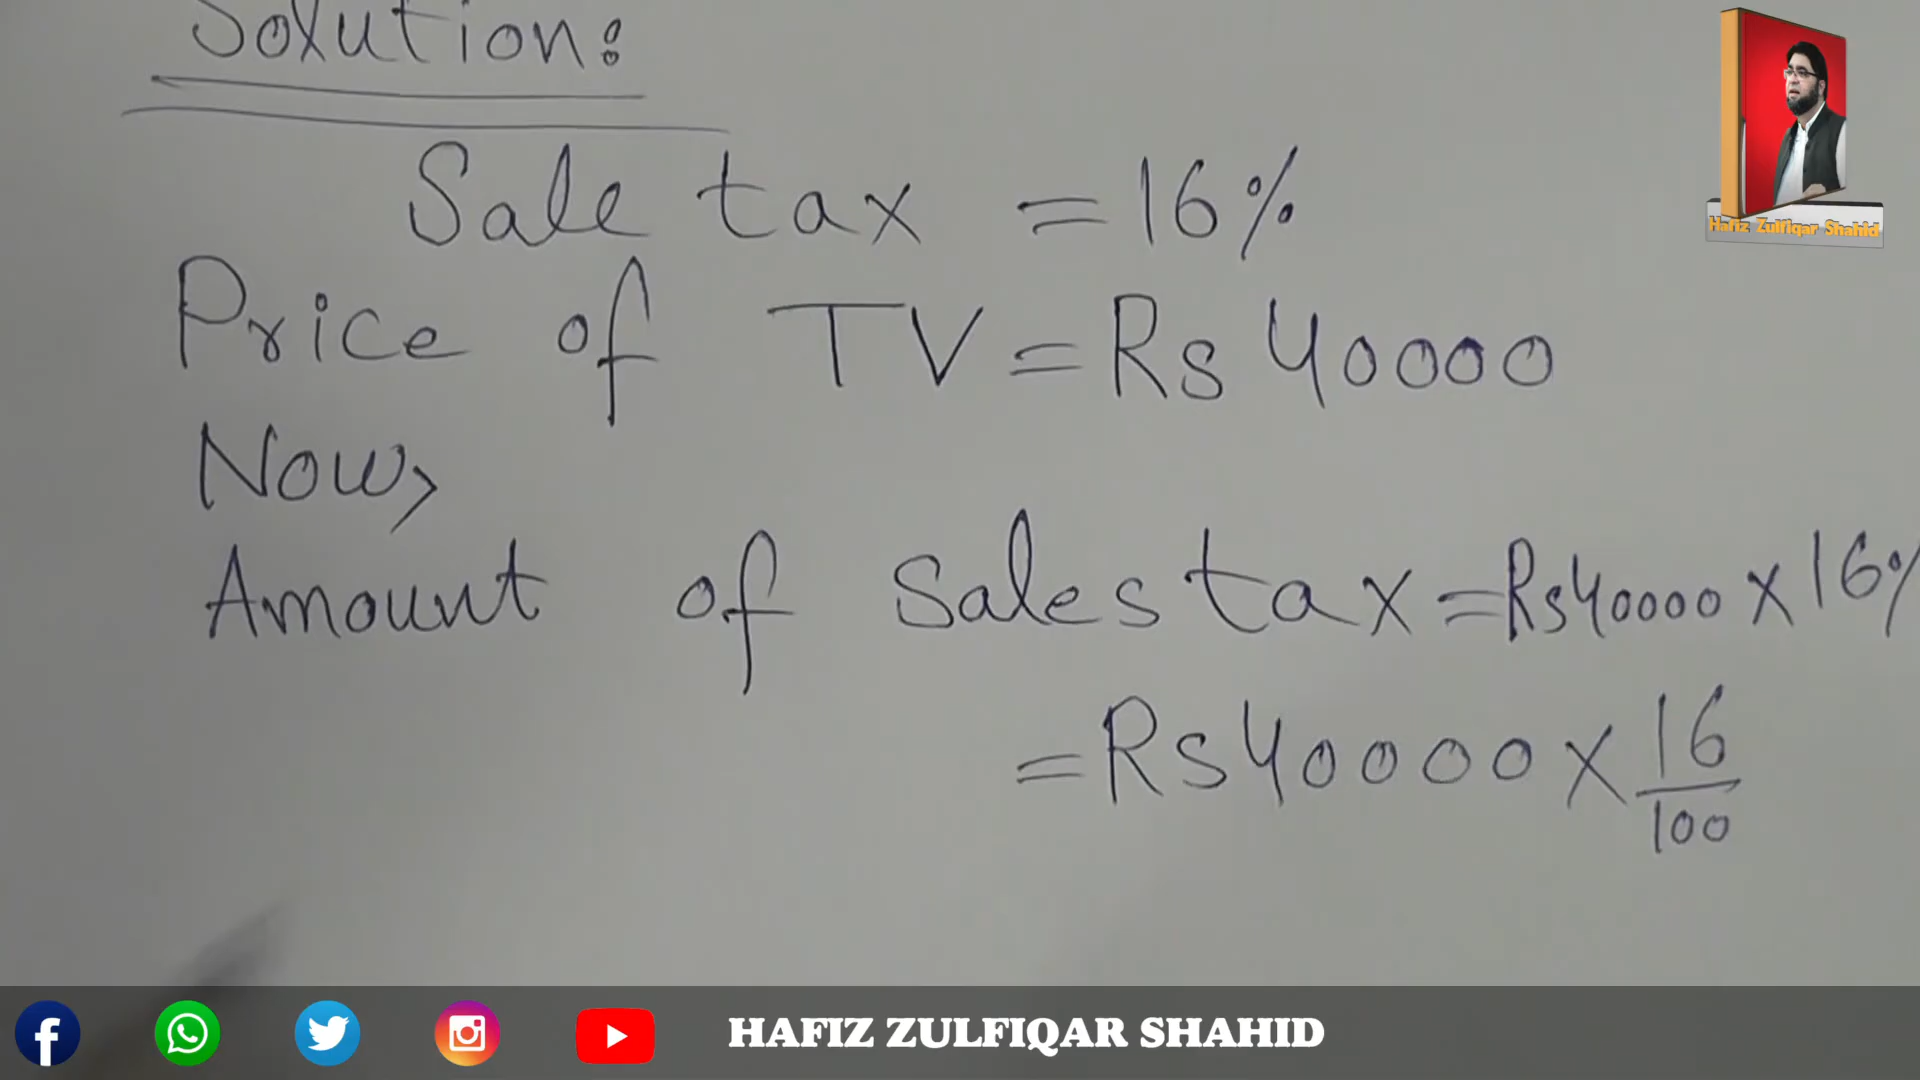 Solution:
Sale tax = 16%
Price of TV = Rs 40000
Now,
Amount of Sales tax = Rs 40000 x 16%
= Rs 40000 x 16/100
Hafiz Zulfiqar Shahid
HAFIZ ZULFIQAR SHAHID